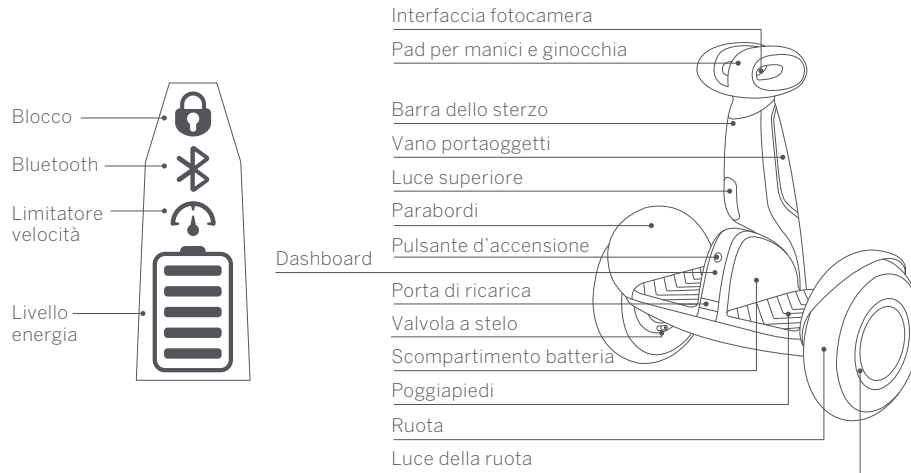 Blocco
Bluetooth
Limitatore
velocità
Livello
energia
Dashboard
Interfaccia fotocamera
Pad per manici e ginocchia
Barra dello sterzo
Vano portaoggetti
Luce superiore
Parabordi
Pulsante d’accensione
Porta di ricarica
Valvola a stelo
Scompartimento batteria
Poggiapiedi
Ruota
Luce della ruota